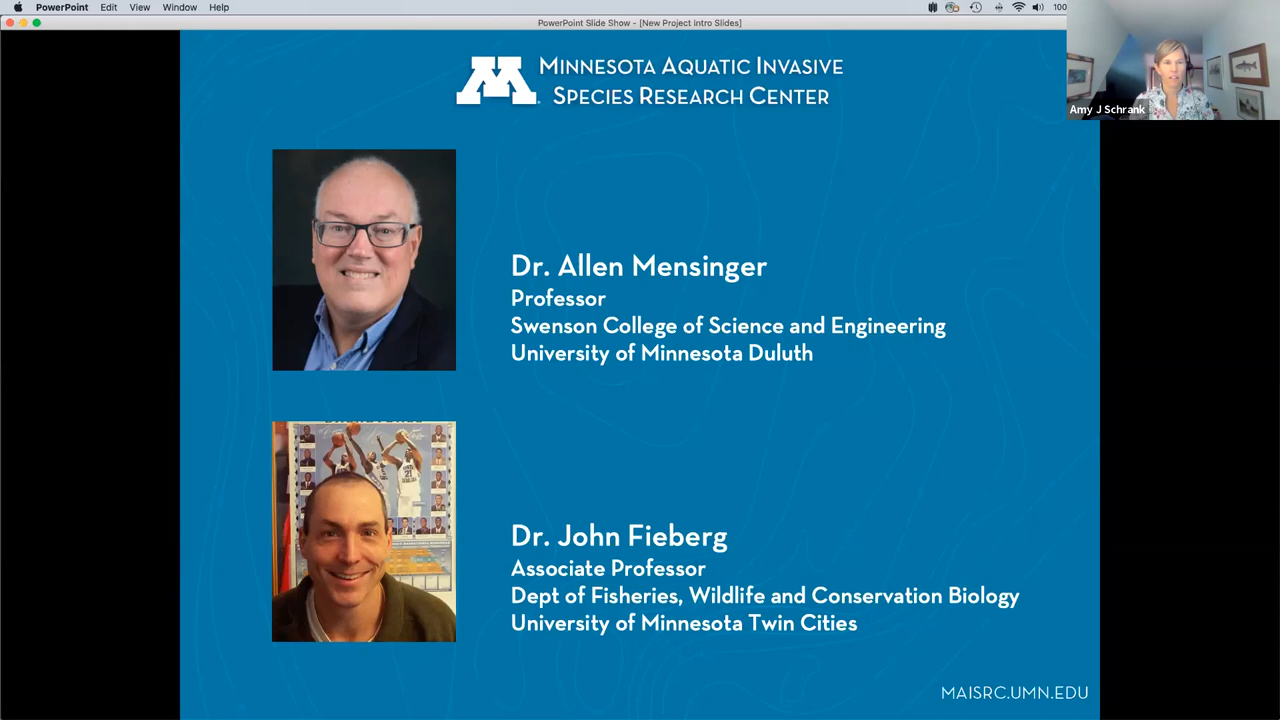 PowerPoint Edit View Window Help 100
PowerPoint Slide Show - [New Project Intro Slides]
MINNESOTA AQUATIC INVASIVE
SPECIES RESEARCH CENTER
Amy J Schrank
Dr. Allen Mensinger
Professor
Swenson College of Science and Engineering
University of Minnesota Duluth
21
Dr. John Fieberg
Associate Professor
Dept of Fisheries, Wildlife and Conservation Biology
University of Minnesota Twin Cities
MAISRC.UMN.EDU